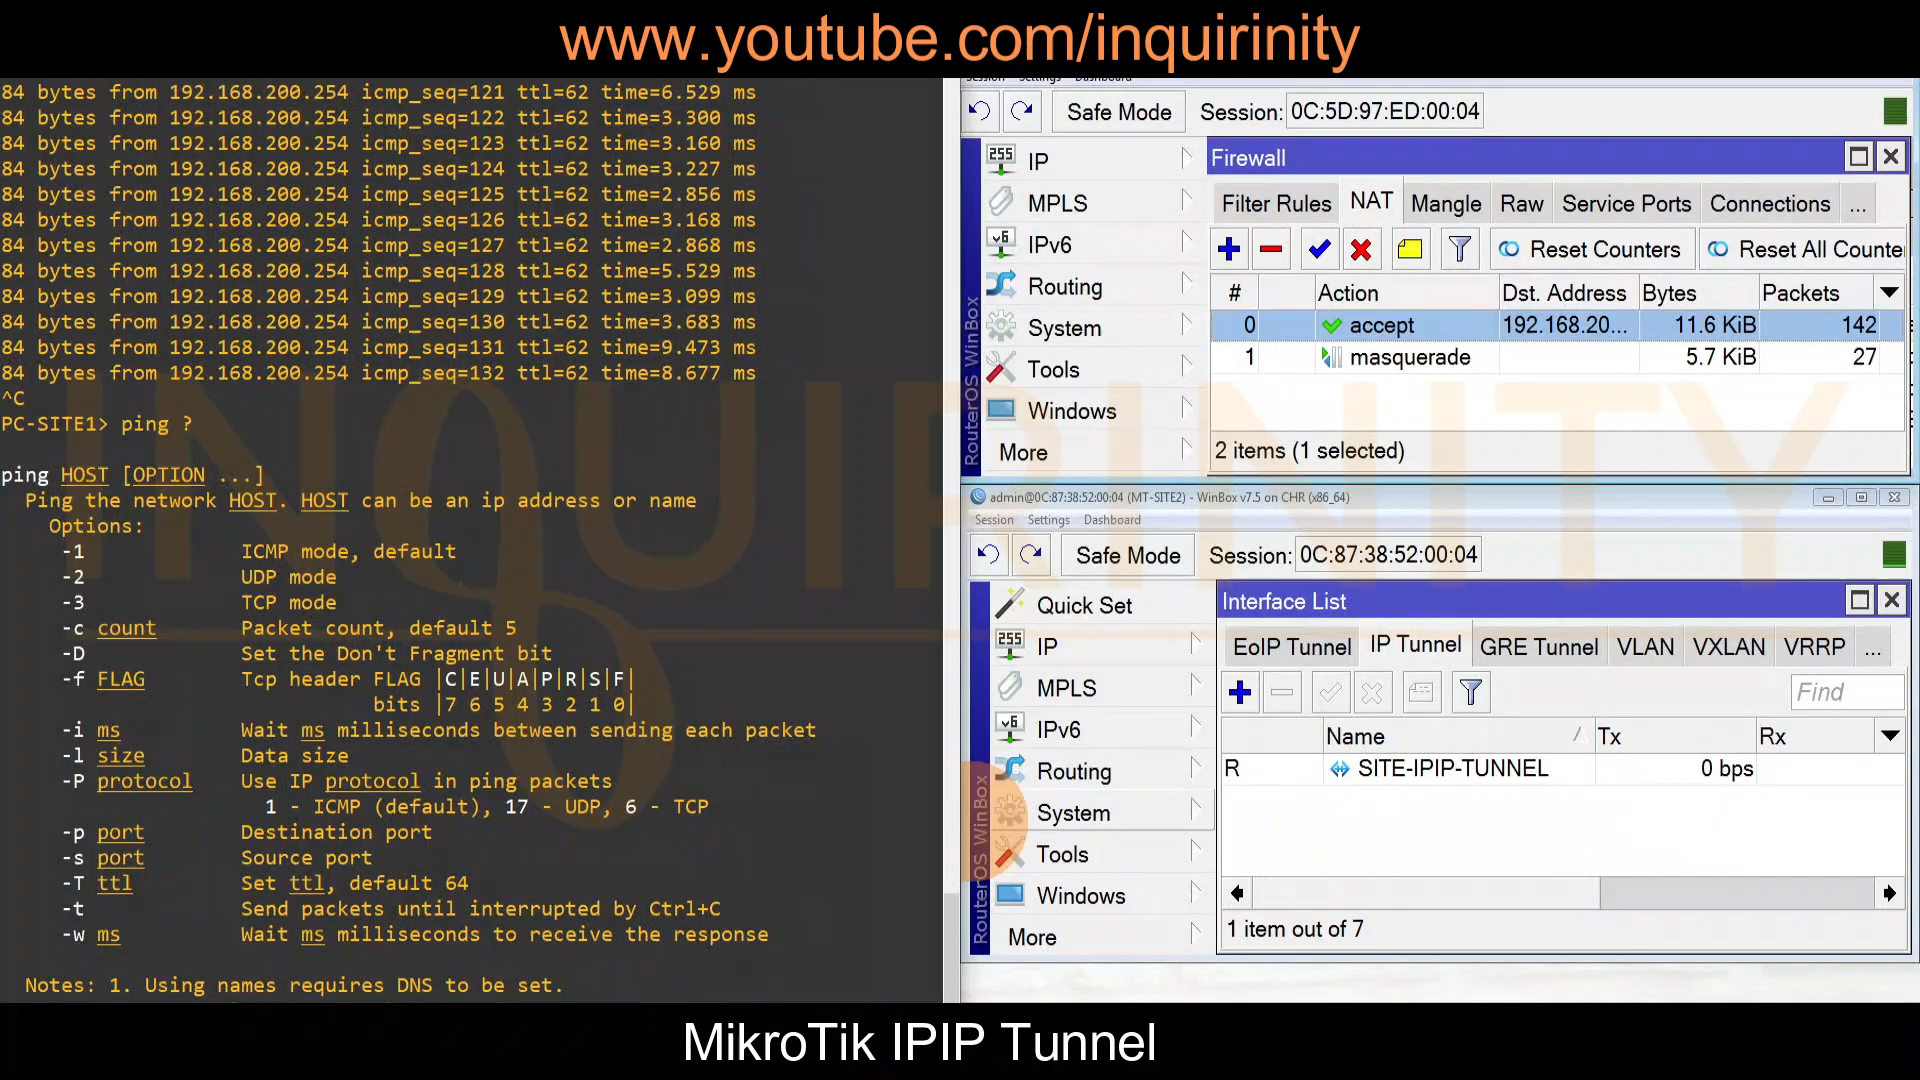 www.youtube.com/inquirinity
84 bytes from 192.168.200.254 icmp_seq=121 ttl=62 time=6.529 ms
84 bytes from 192.168.200.254 icmp_seq=122 ttl=62 time=3.300 ms
84 bytes from 192.168.200.254 icmp_seq=123 ttl=62 time=3.160 ms
84 bytes from 192.168.200.254 icmp_seq=124 ttl=62 time=3.227 ms
84 bytes from 192.168.200.254 icmp_seq=125 ttl=62 time=2.856 ms
84 bytes from 192.168.200.254 icmp_seq=126 ttl=62 time=3.168 ms
84 bytes from 192.168.200.254 icmp_seq=127 ttl=62 time=2.868 ms
84 bytes from 192.168.200.254 icmp_seq=128 ttl=62 time=5.529 ms
84 bytes from 192.168.200.254 icmp_seq=129 ttl=62 time=3.099 ms
84 bytes from 192.168.200.254 icmp_seq=130 ttl=62 time=3.683 ms
84 bytes from 192.168.200.254 icmp_seq=131 ttl=62 time=9.473 ms
84 bytes from 192.168.200.254 icmp_seq=132 ttl=62 time=8.677 ms
^C
PC-SITE1> ping ?
ping HOST [OPTION ...]
Ping the network HOST. HOST can be an ip address or name
Options:
-1 ICMP mode, default
-2 UDP mode
-3 TCP mode
-c count Packet count, default 5
-D Set the Don't Fragment bit
-f FLAG Tcp header FLAG |C|E|U|A|P|R|S|F|
bits |7 6 5 4 3 2 1 0|
-i ms Wait ms milliseconds between sending each packet
-l size Data size
-P protocol Use IP protocol in ping packets
1 - ICMP (default), 17 - UDP, 6 - TCP
-p port Destination port
-s port Source port
-T ttl Set ttl, default 64
-t Send packets until interrupted by Ctrl+C
-w ms Wait ms milliseconds to receive the response
Notes: 1. Using names requires DNS to be set.
INQUIRINITY
Session Settings Dashboard
Safe Mode Session: 0C:5D:97:ED:00:04
RouterOS WinBox
IP
MPLS
IPv6
Routing
System
Tools
Windows
More
Firewall
Filter Rules NAT Mangle Raw Service Ports Connections ...
Reset Counters Reset All Counte
# Action Dst. Address Bytes Packets
0 accept 192.168.20... 11.6 KiB 142
1 masquerade 5.7 KiB 27
2 items (1 selected)
admin@0C:87:38:52:00:04 (MT-SITE2) - WinBox v7.5 on CHR (x86_64)
Session Settings Dashboard
Safe Mode Session: 0C:87:38:52:00:04
RouterOS WinBox
Quick Set
IP
MPLS
IPv6
Routing
System
Tools
Windows
More
Interface List
EoIP Tunnel IP Tunnel GRE Tunnel VLAN VXLAN VRRP ...
Find
Name Tx Rx
R SITE-IPIP-TUNNEL 0 bps
1 item out of 7
MikroTik IPIP Tunnel